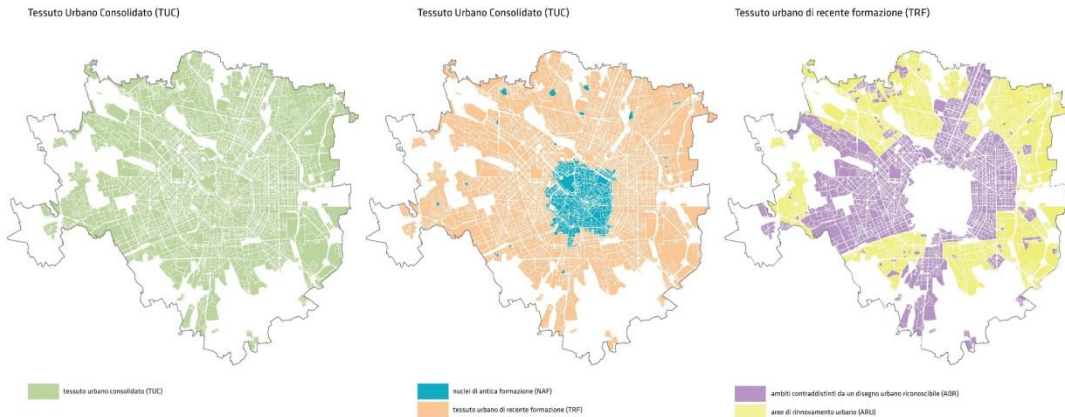 Tessuto Urbano Consolidato (TUC)
Tessuto Urbano Consolidato (TUC)
Tessuto urbano di recente formazione (TRF)
tessuto urbano consolidato (TUC)
nuclei di antica formazione (NAF)
tessuto urbano di recente formazione (TRF)
ambiti contraddistinti da un disegno urbano riconoscibile (ADR)
aree di rinnovamento urbano (ARU)